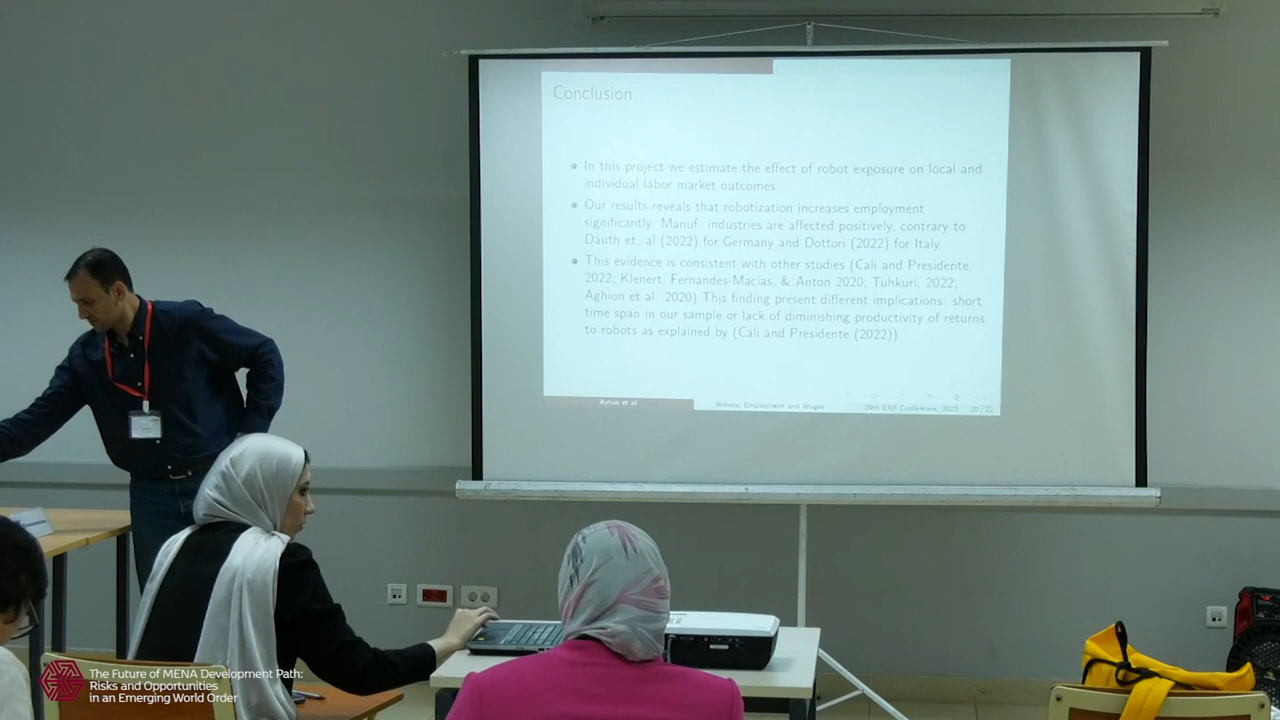 Conclusion
In this project we estimate the effect of robot exposure on local and
individual labor market outcomes.
Our results reveals that robotization increases employment
significantly. Manuf. industries are affected positively, contrary to
Dauth et. al (2022) for Germany and Dottori (2022) for Italy.
This evidence is consistent with other studies (Cali and Presidente,
2022; Klenert, Fernandes-Macias, & Anton 2020; Tuhkuri, 2022;
Aghion et al. 2020) This finding present different implications: short
time span in our sample or lack of diminishing productivity of returns
to robots as explained by (Cali and Presidente (2022))
Ayhan et al. Robots, Employment and Wages 29th ERF Conference, 2023 20 / 22
The Future of MENA Development Path:
Risks and Opportunities
in an Emerging World Order